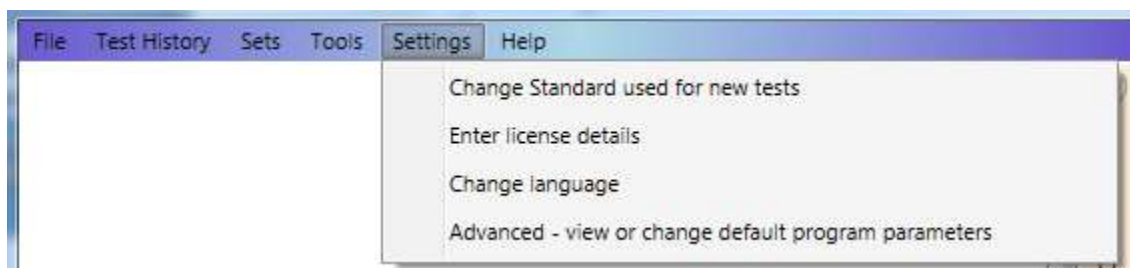 File Test History Sets Tools Settings Help
Change Standard used for new tests
Enter license details
Change language
Advanced - view or change default program parameters